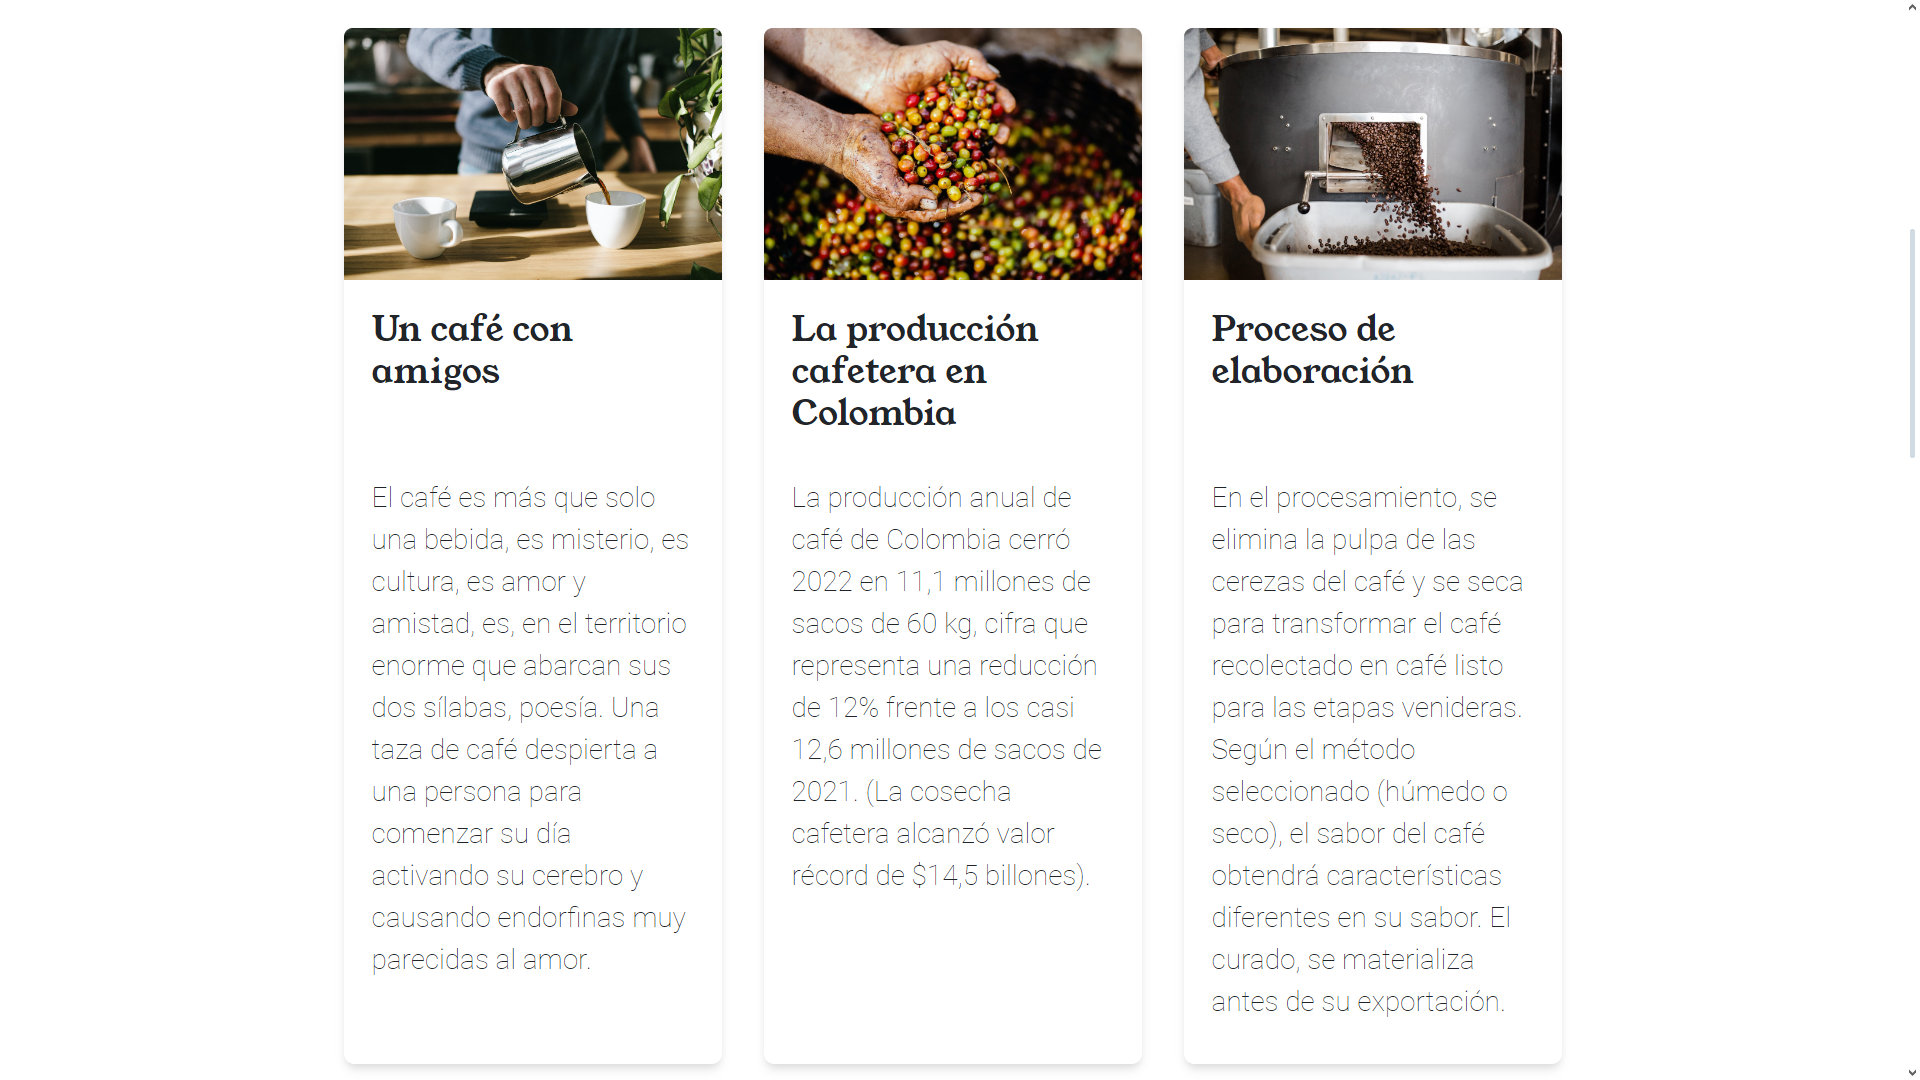 Un café con
amigos
El café es más que solo
una bebida, es misterio, es
cultura, es amor y
amistad, es, en el territorio
enorme que abarcan sus
dos sílabas, poesía. Una
taza de café despierta a
una persona para
comenzar su día
activando su cerebro y
causando endorfinas muy
parecidas al amor.
La producción
cafetera en
Colombia
La producción anual de
café de Colombia cerró
2022 en 11,1 millones de
sacos de 60 kg, cifra que
representa una reducción
de 12% frente a los casi
12,6 millones de sacos de
2021. (La cosecha
cafetera alcanzó valor
récord de $14,5 billones).
Proceso de
elaboración
En el procesamiento, se
elimina la pulpa de las
cerezas del café y se seca
para transformar el café
recolectado en café listo
para las etapas venideras.
Según el método
seleccionado (húmedo o
seco), el sabor del café
obtendrá características
diferentes en su sabor. El
curado, se materializa
antes de su exportación.